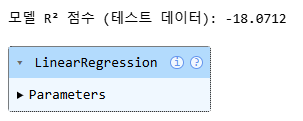 모델 R² 점수 (테스트 데이터): -18.0712
▾ LinearRegression i ?
▸ Parameters